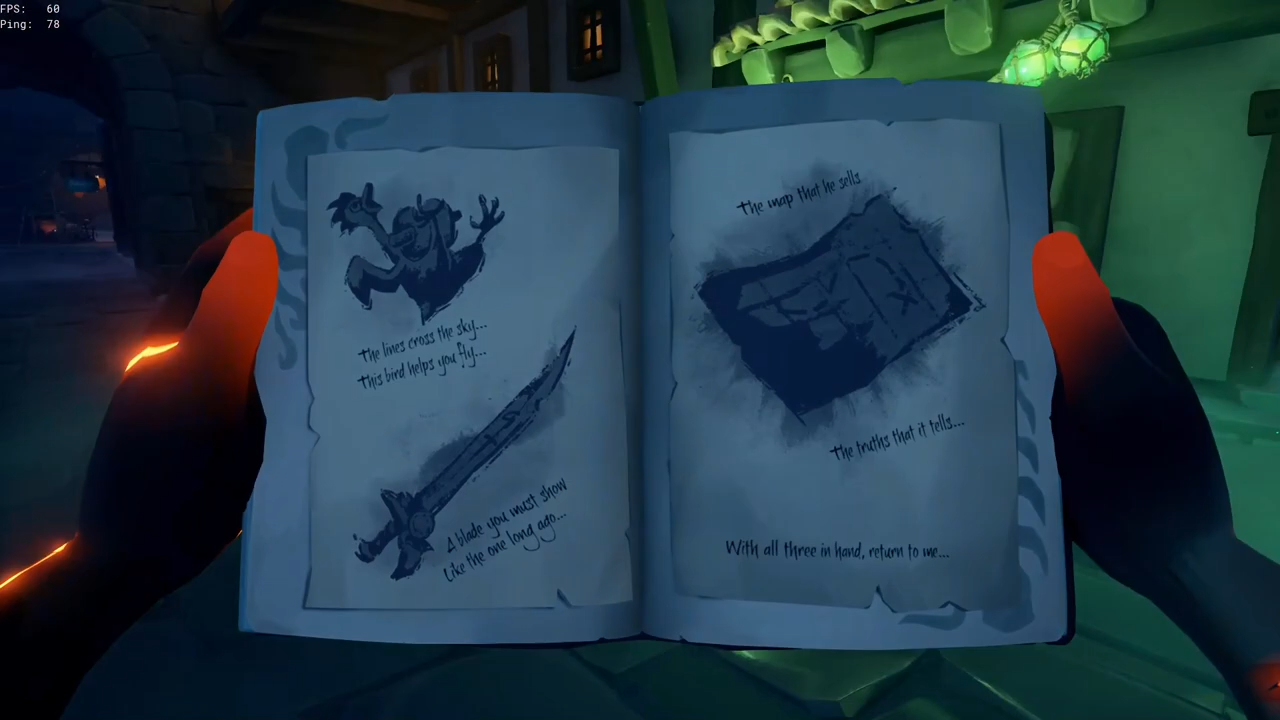 FPS: 60
Ping: 78
The lines cross the sky...
This bird helps you fly...
A blade you must show
Like the one long ago...
The map that he sells
The truths that it tells...
With all three in hand, return to me...